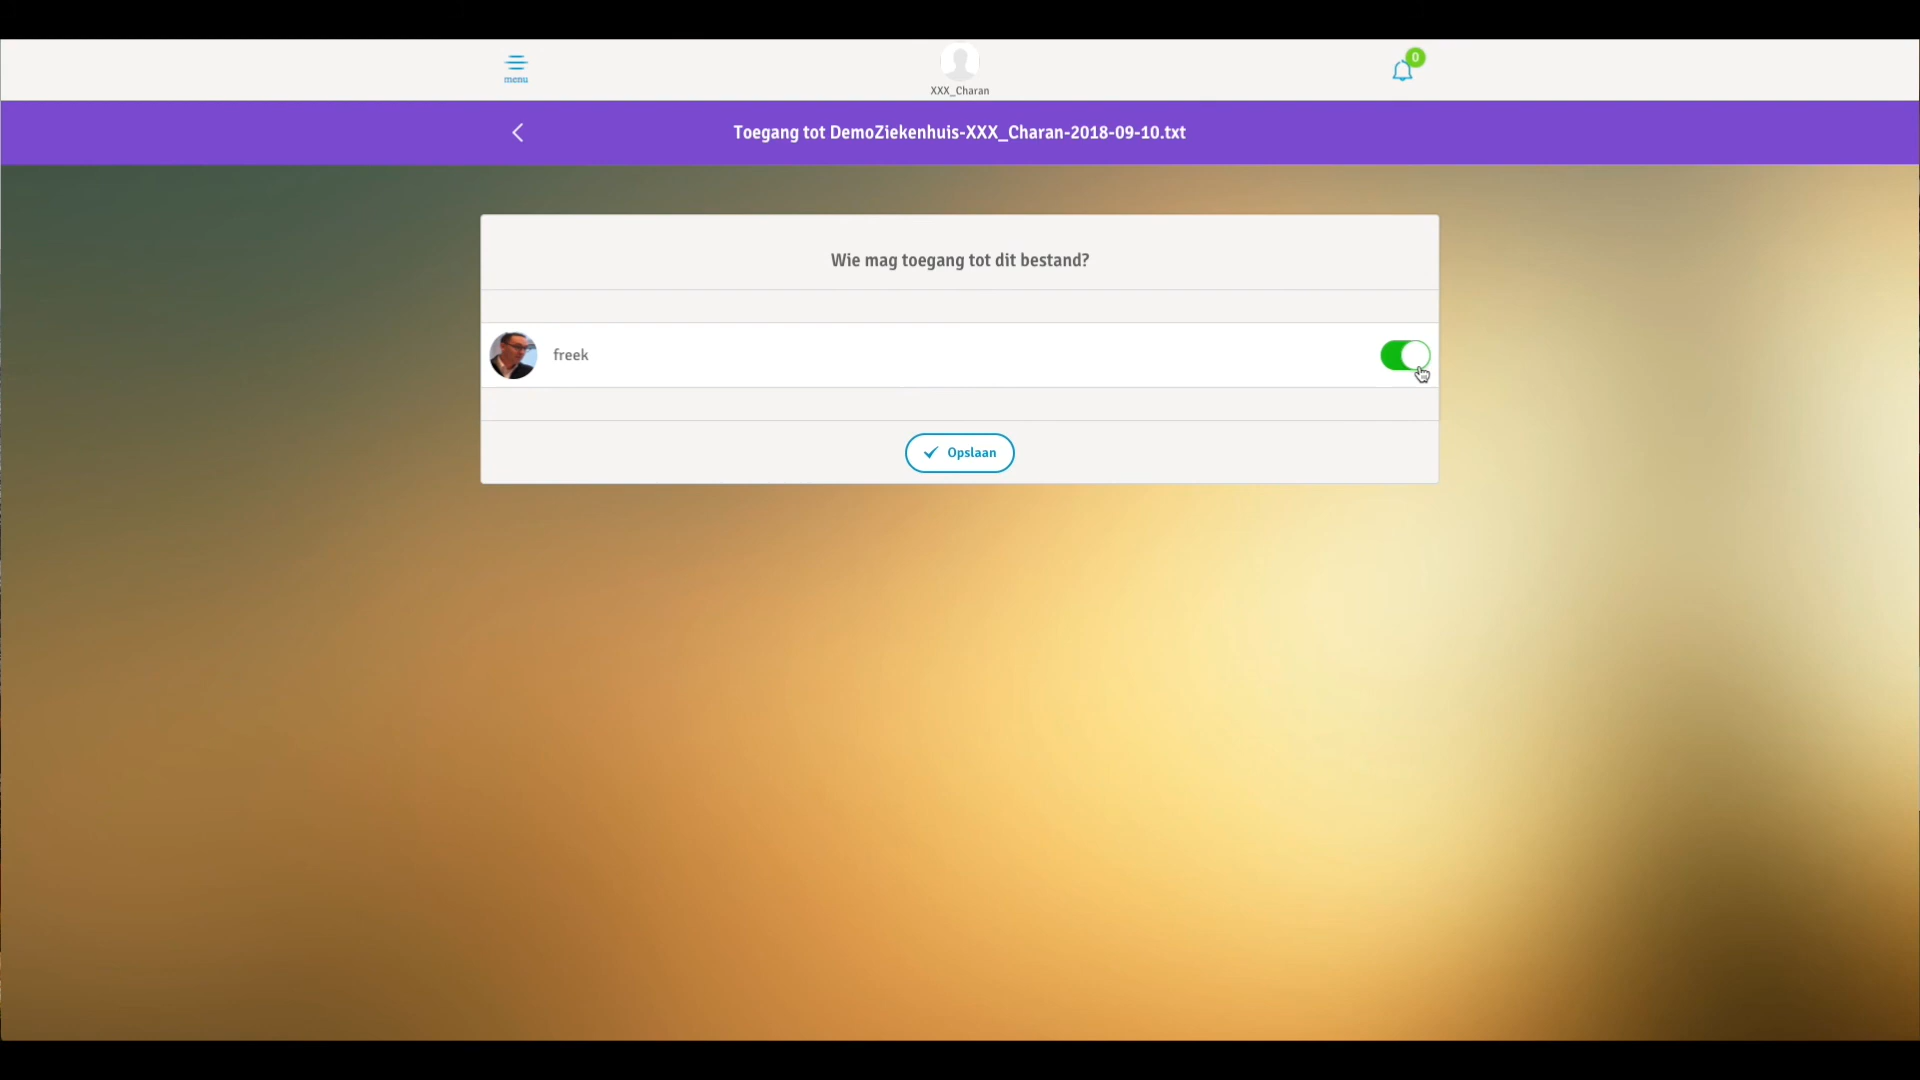 menu
XXX_Charan
0
Toegang tot DemoZiekenhuis-XXX_Charan-2018-09-10.txt
Wie mag toegang tot dit bestand?
freek
Opslaan